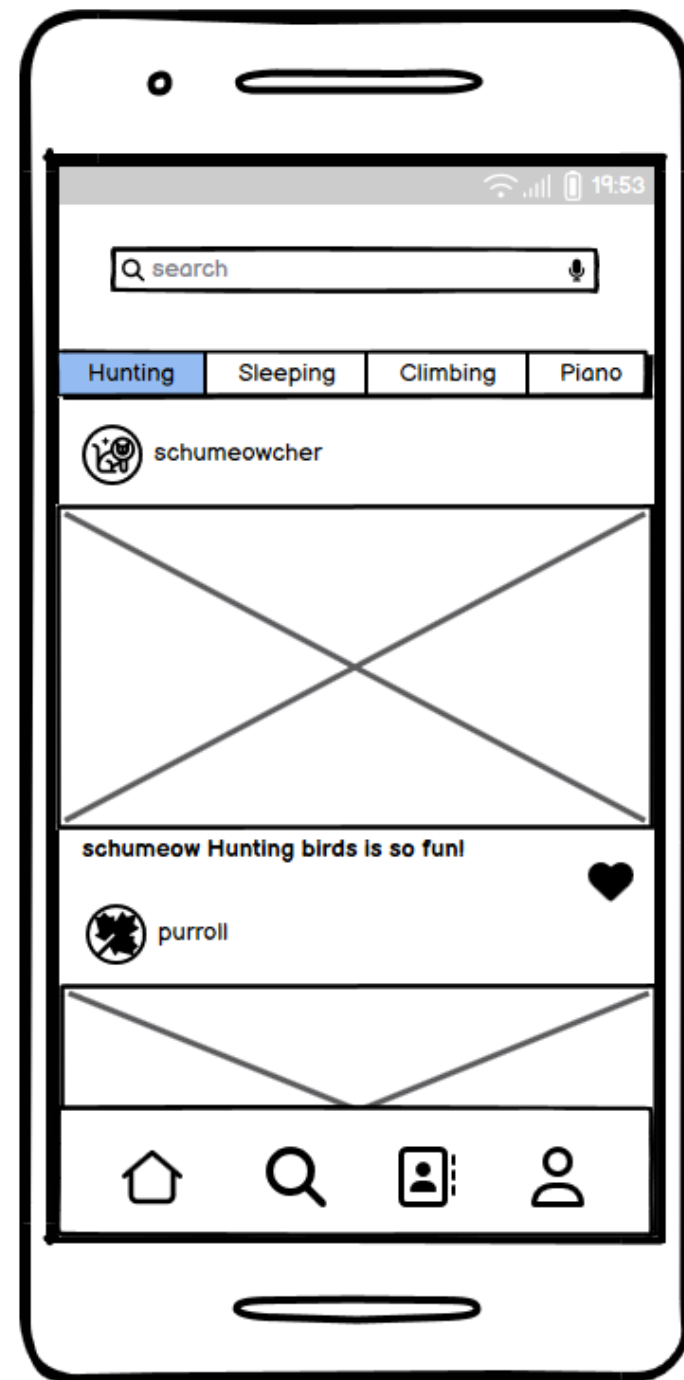 19:53
search
Hunting Sleeping Climbing Piano
schumeowcher
schumeow Hunting birds is so fun!
purroll